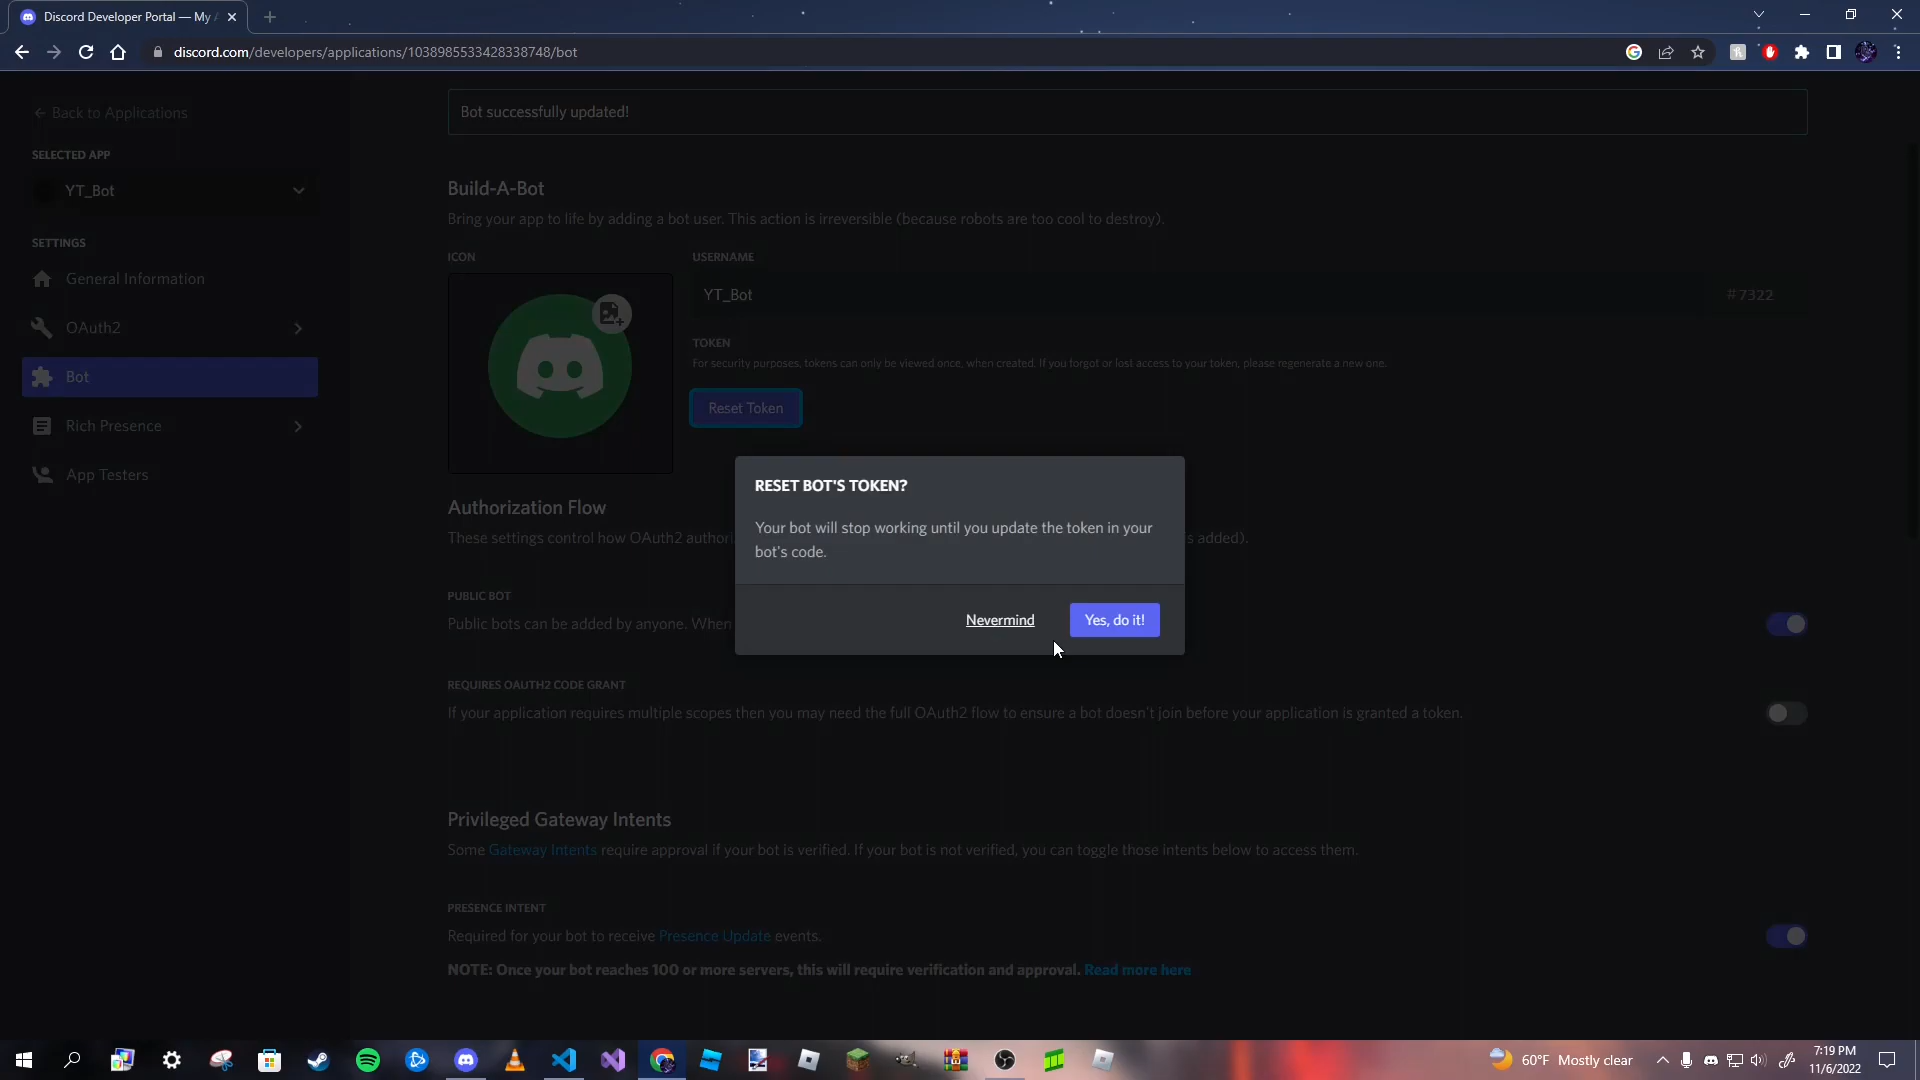 Discord Developer Portal — My A
discord.com/developers/applications/1038985533428338748/bot
← Back to Applications
SELECTED APP
YT_Bot
SETTINGS
General Information
OAuth2
Bot
Rich Presence
App Testers
Bot successfully updated!
Build-A-Bot
Bring your app to life by adding a bot user. This action is irreversible (because robots are too cool to destroy).
ICON
USERNAME
YT_Bot
#7322
TOKEN
For security purposes, tokens can only be viewed once, when created. If you forgot or lost access to your token, please regenerate a new one.
Reset Token
RESET BOT'S TOKEN?
Your bot will stop working until you update the token in your
bot's code.
Nevermind
Yes, do it!
Authorization Flow
These settings control how OAuth2 authori
s added).
PUBLIC BOT
Public bots can be added by anyone. When
REQUIRES OAUTH2 CODE GRANT
If your application requires multiple scopes then you may need the full OAuth2 flow to ensure a bot doesn't join before your application is granted a token.
Privileged Gateway Intents
Some Gateway Intents require approval if your bot is verified. If your bot is not verified, you can toggle those intents below to access them.
PRESENCE INTENT
Required for your bot to receive Presence Update events.
NOTE: Once your bot reaches 100 or more servers, this will require verification and approval. Read more here
60°F Mostly clear
7:19 PM
11/6/2022